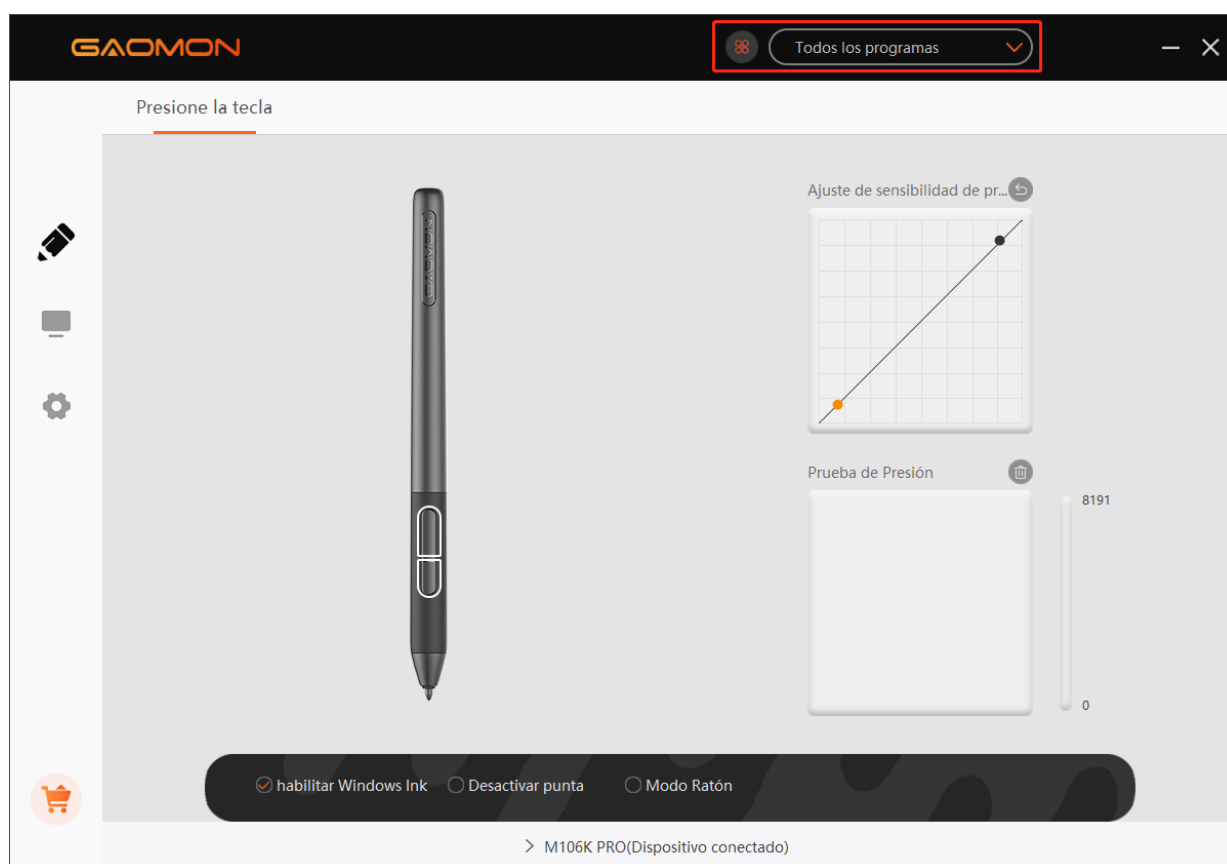 GAOMON
Todos los programas
Presione la tecla
GAOMON
Ajuste de sensibilidad de pr...
Prueba de Presión
8191
0
habilitar Windows Ink
Desactivar punta
Modo Ratón
M106K PRO(Dispositivo conectado)